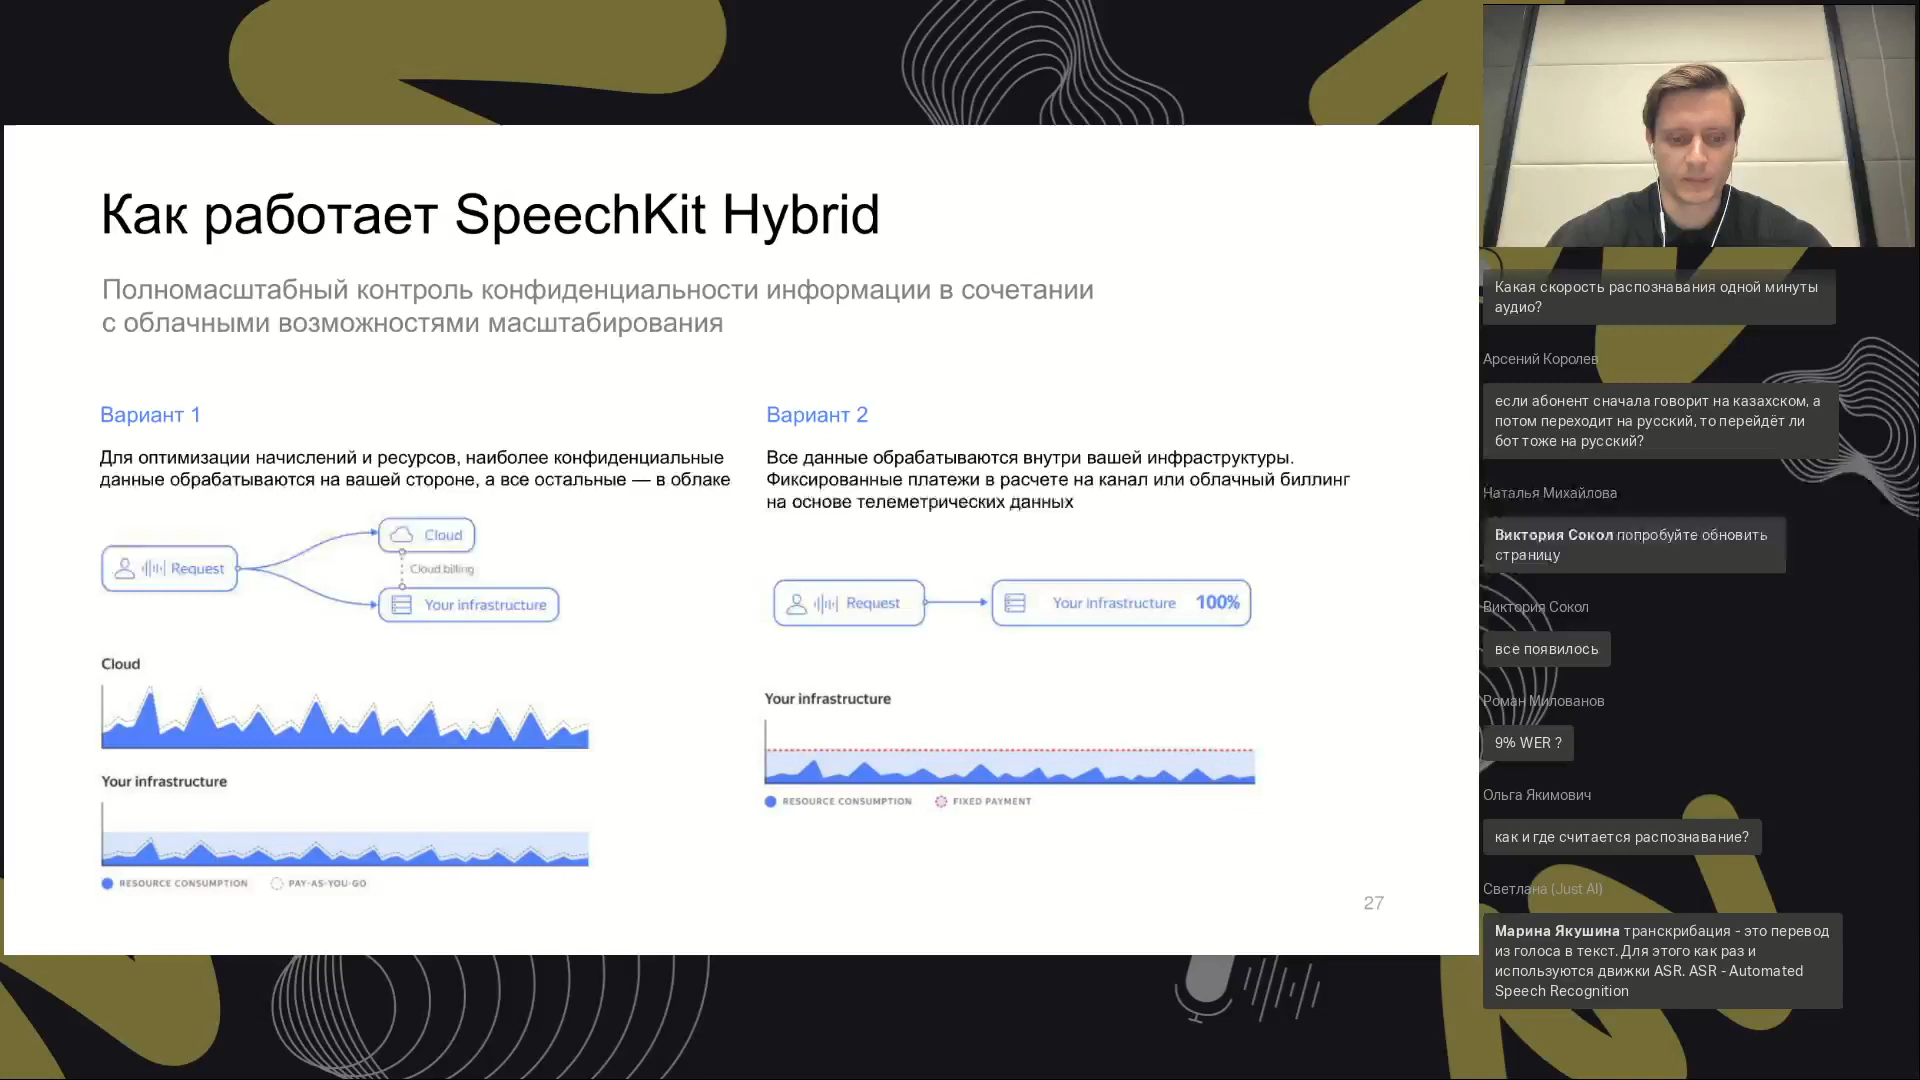 Как работает SpeechKit Hybrid
Полномасштабный контроль конфиденциальности информации в сочетании
с облачными возможностями масштабирования
Вариант 1
Для оптимизации начислений и ресурсов, наиболее конфиденциальные
данные обрабатываются на вашей стороне, а все остальные — в облаке
Request
Cloud
Cloud billing
Your infrastructure
Cloud
Your infrastructure
RESOURCE CONSUMPTION
PAY-AS-YOU-GO
Вариант 2
Все данные обрабатываются внутри вашей инфраструктуры.
Фиксированные платежи в расчете на канал или облачный биллинг
на основе телеметрических данных
Request
Your infrastructure 100%
Your infrastructure
RESOURCE CONSUMPTION
FIXED PAYMENT
27
Какая скорость распознавания одной минуты
аудио?
Арсений Королев
если абонент сначала говорит на казахском, а
потом переходит на русский, то перейдёт ли
бот тоже на русский?
Наталья Михайлова
Виктория Сокол попробуйте обновить
страницу
Виктория Сокол
все появилось
Роман Милованов
9% WER ?
Ольга Якимович
как и где считается распознавание?
Светлана (Just AI)
Марина Якушина транскрибация - это перевод
из голоса в текст. Для этого как раз и
используются движки ASR. ASR - Automated
Speech Recognition